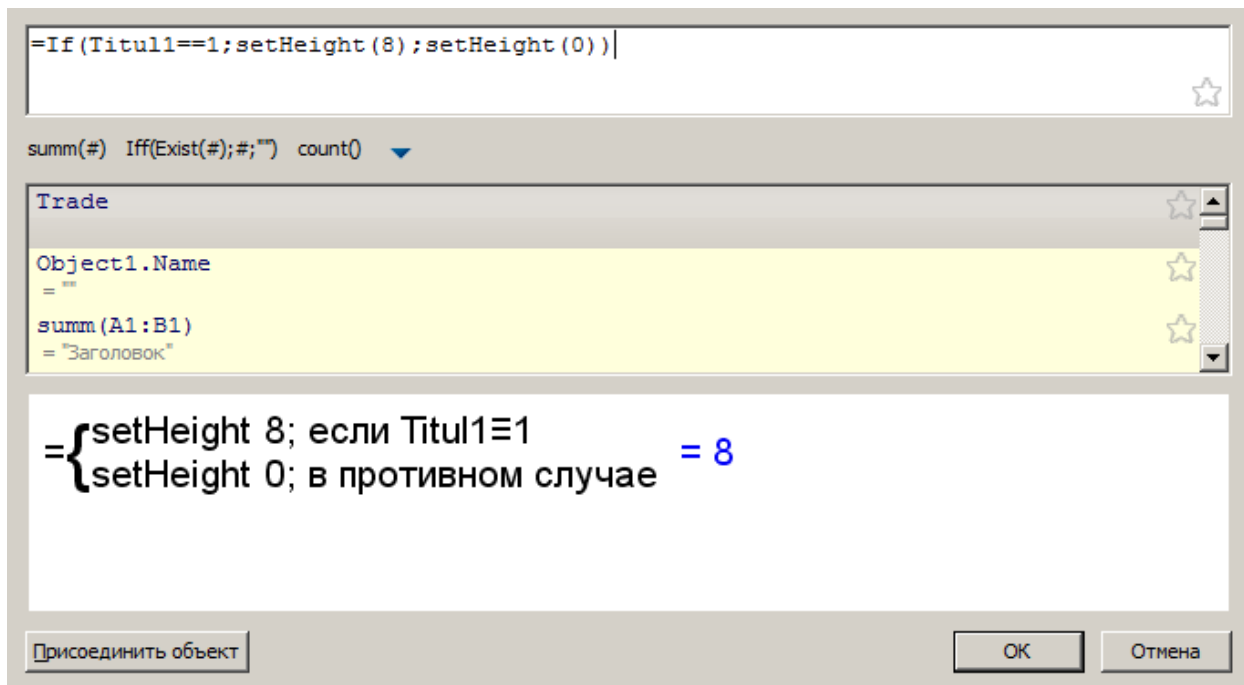 =If(Titul1==1;setHeight(8);setHeight(0))
summ(#) Iff(Exist(#);#;"") count()
Trade
Object1.Name
= ""
summ(A1:B1)
= "Заголовок"
={setHeight 8; если Titul1≡1
setHeight 0; в противном случае
= 8
Присоединить объект
OK
Отмена